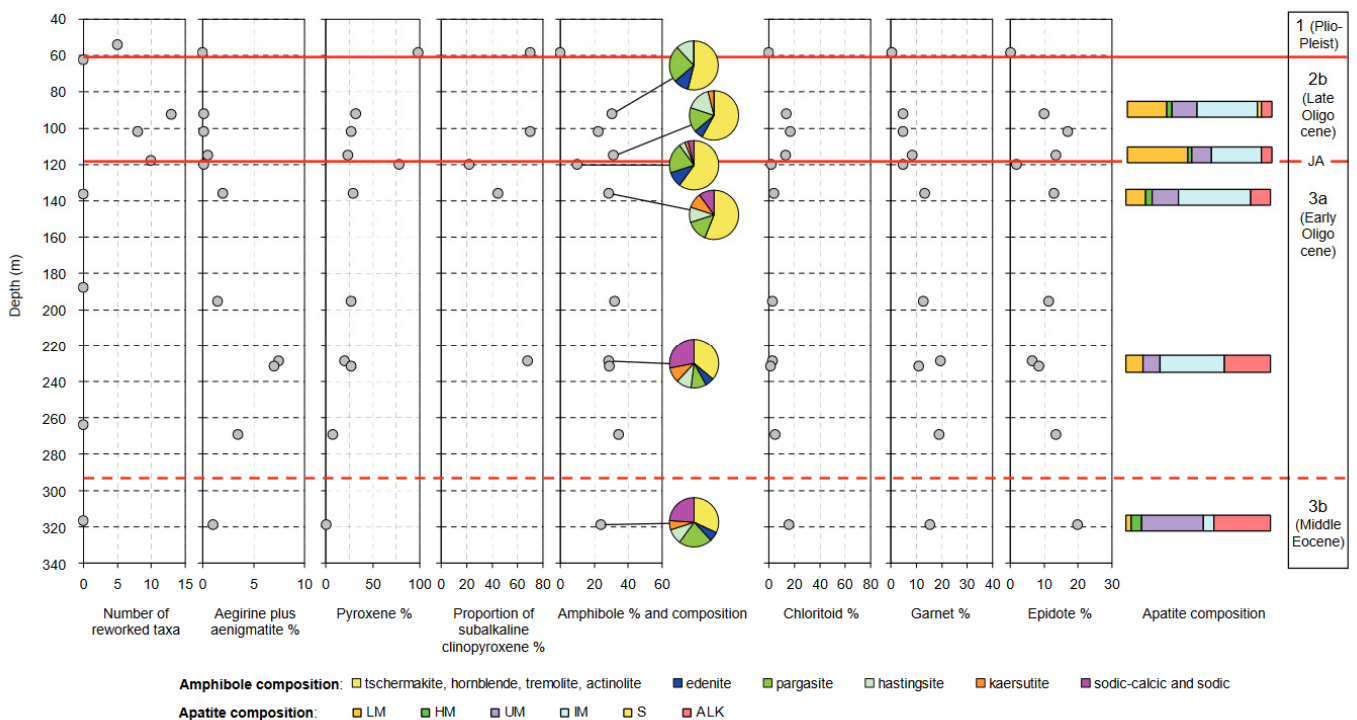 40
60
80
100
120
140
160
180
200
220
240
260
280
300
320
340
Depth (m)
0 5 10 15
0 5 10
0 50 100
0 20 40 60 80
0 20 40 60
0 20 40 60 80
0 10 20 30 40
0 10 20 30
Number of
reworked taxa
Aegirine plus
aenigmatite %
Pyroxene %
Proportion of
subalkaline
clinopyroxene %
Amphibole % and composition
Chloritoid %
Garnet %
Epidote %
Apatite composition
1 (Plio-
Pleist)
2b
(Late
Oligo
cene)
JA
3a
(Early
Oligo
cene)
3b
(Middle
Eocene)
Amphibole composition: tschermakite, hornblende, tremolite, actinolite edenite pargasite hastingsite kaersutite sodic-calcic and sodic
Apatite composition: LM HM UM IM S ALK